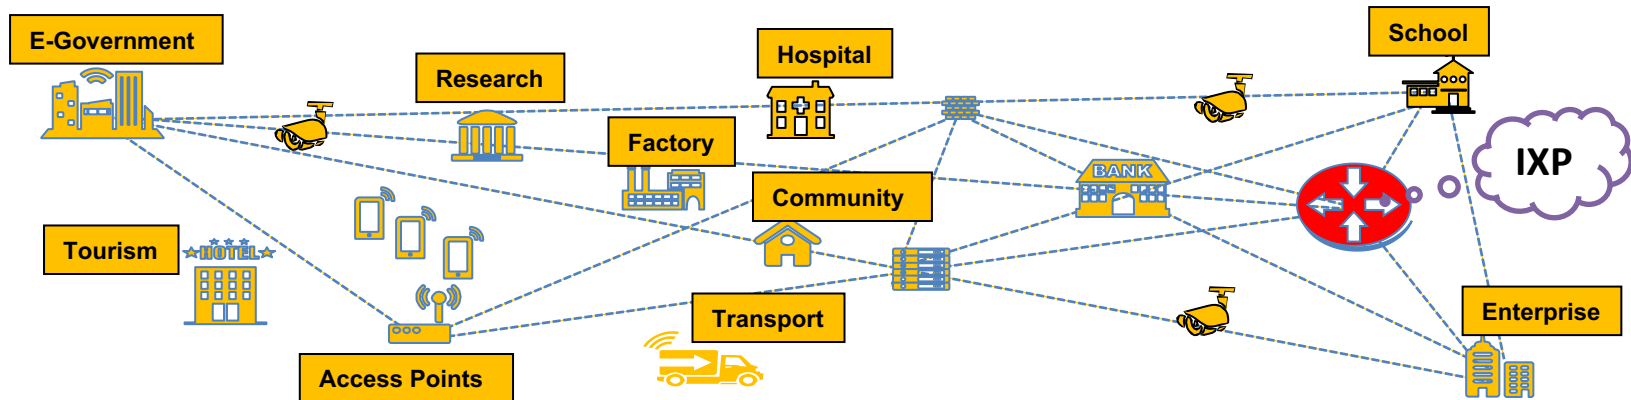 E-Government
Research
Hospital
School
Factory
BANK
IXP
Community
Tourism
HOTEL
Transport
Enterprise
Access Points